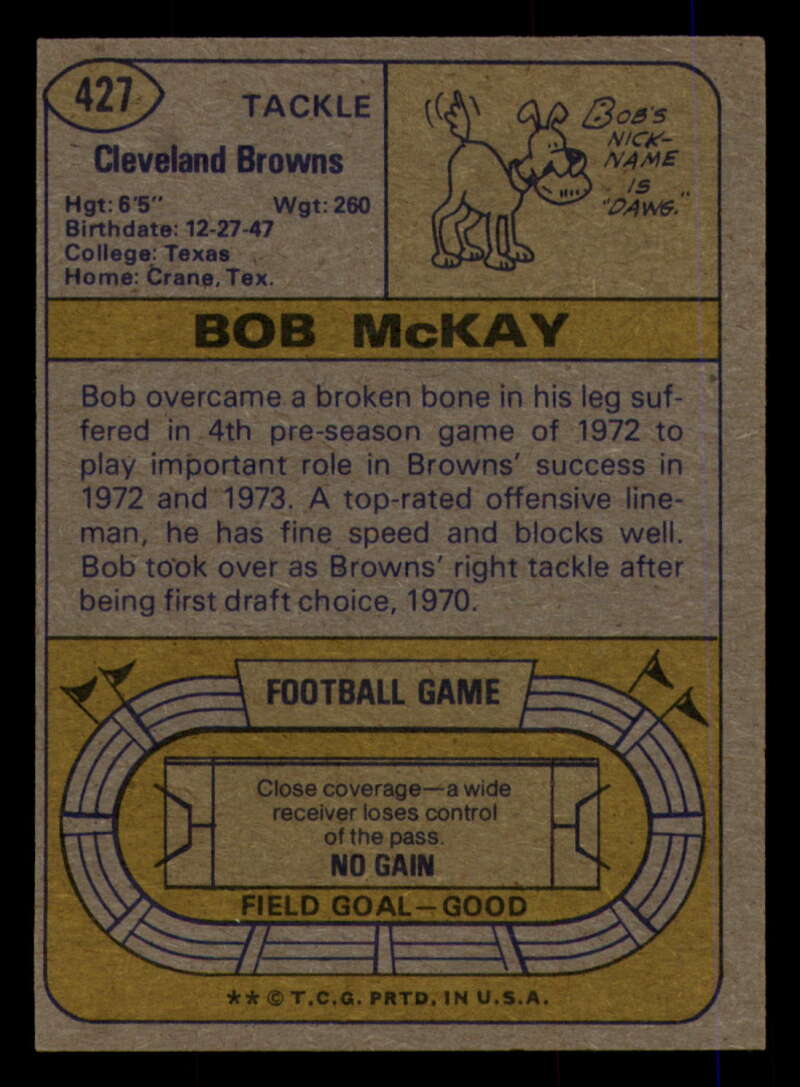 427
TACKLE
Cleveland Browns
Hgt: 6'5" Wgt: 260
Birthdate: 12-27-47
College: Texas
Home: Crane, Tex.
BOB'S
NICK-
NAME
IS
"DAWG."
BOB McKAY
Bob overcame a broken bone in his leg suf-
fered in 4th pre-season game of 1972 to
play important role in Browns' success in
1972 and 1973. A top-rated offensive line-
man, he has fine speed and blocks well.
Bob took over as Browns' right tackle after
being first draft choice, 1970.
FOOTBALL GAME
Close coverage—a wide
receiver loses control
of the pass.
NO GAIN
FIELD GOAL—GOOD
** © T.C.G. PRTD. IN U.S.A.